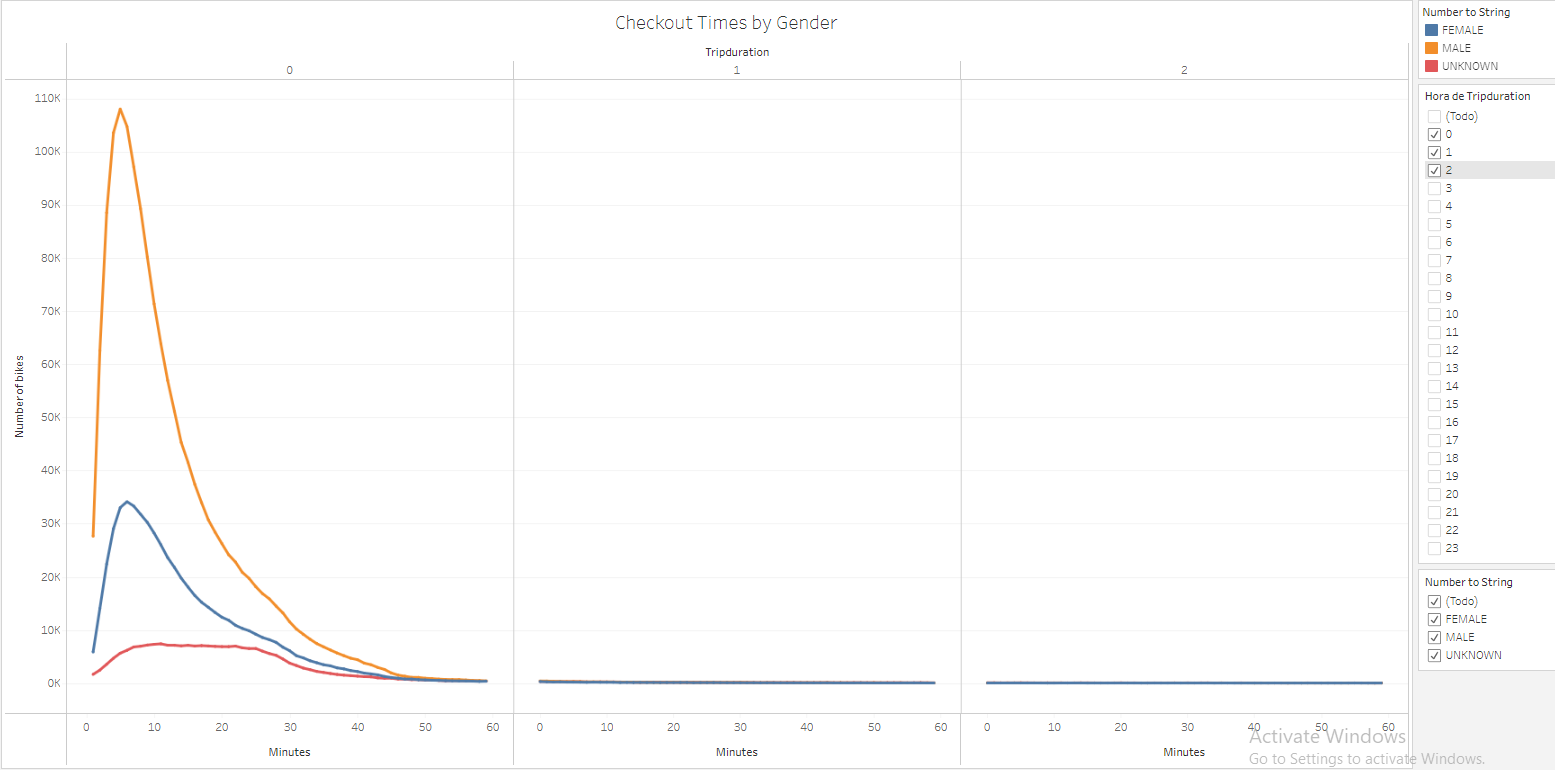 Checkout Times by Gender
Tripduration
0 1 2
110K
100K
90K
80K
70K
60K
50K
40K
30K
20K
10K
0K
Number of bikes
0 10 20 30 40 50 60 0 10 20 30 40 50 60 0 10 20 30 40 50 60
Minutes Minutes Minutes
Number to String
FEMALE
MALE
UNKNOWN
Hora de Tripduration
(Todo)
0
1
2
3
4
5
6
7
8
9
10
11
12
13
14
15
16
17
18
19
20
21
22
23
Number to String
(Todo)
FEMALE
MALE
UNKNOWN
Activate Windows
Go to Settings to activate Windows.